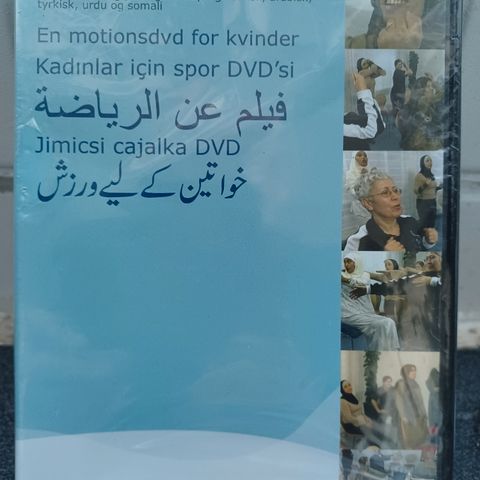 tyrkisk, urdu og somali
En motionsdvd for kvinder
Kadınlar için spor DVD'si
فيلم عن الرياضة
Jimicsi cajalka DVD
خواتین کے لیے ورزش